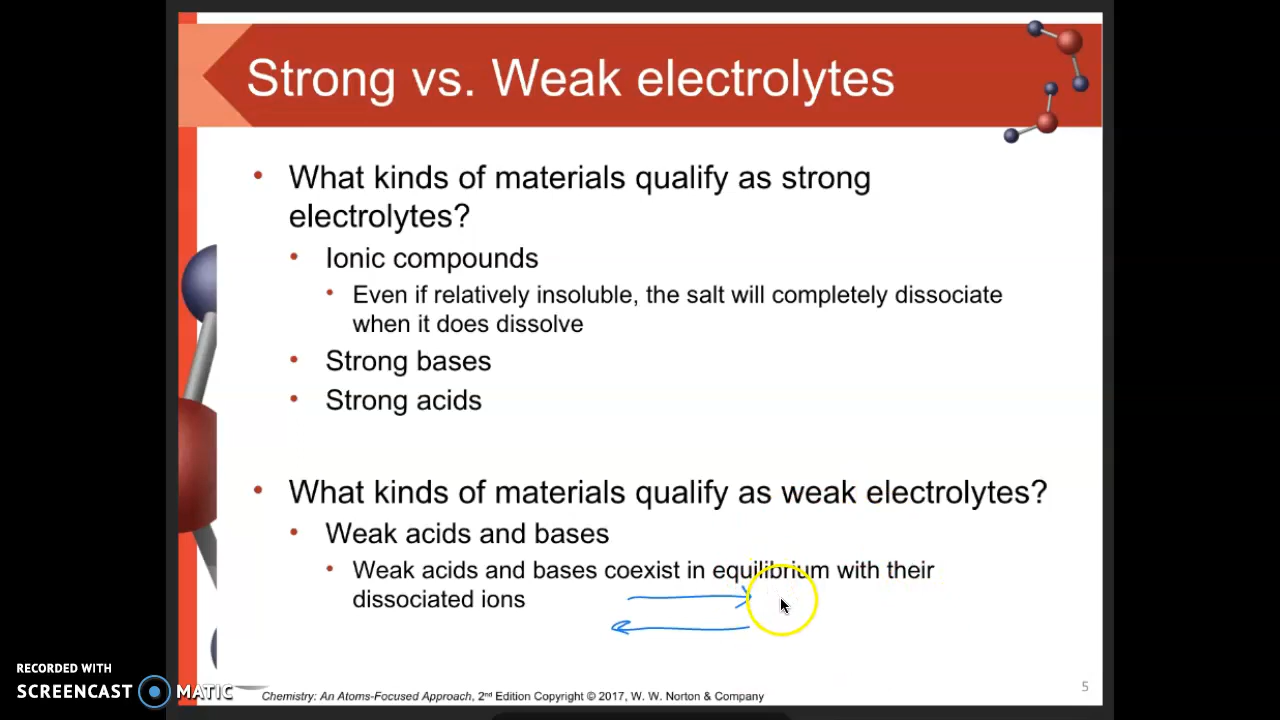 Strong vs. Weak electrolytes
• What kinds of materials qualify as strong
electrolytes?
• Ionic compounds
• Even if relatively insoluble, the salt will completely dissociate
when it does dissolve
• Strong bases
• Strong acids
• What kinds of materials qualify as weak electrolytes?
• Weak acids and bases
• Weak acids and bases coexist in equilibrium with their
dissociated ions
RECORDED WITH
SCREENCAST MATIC
Chemistry: An Atoms-Focused Approach, 2nd Edition Copyright © 2017, W. W. Norton & Company
5